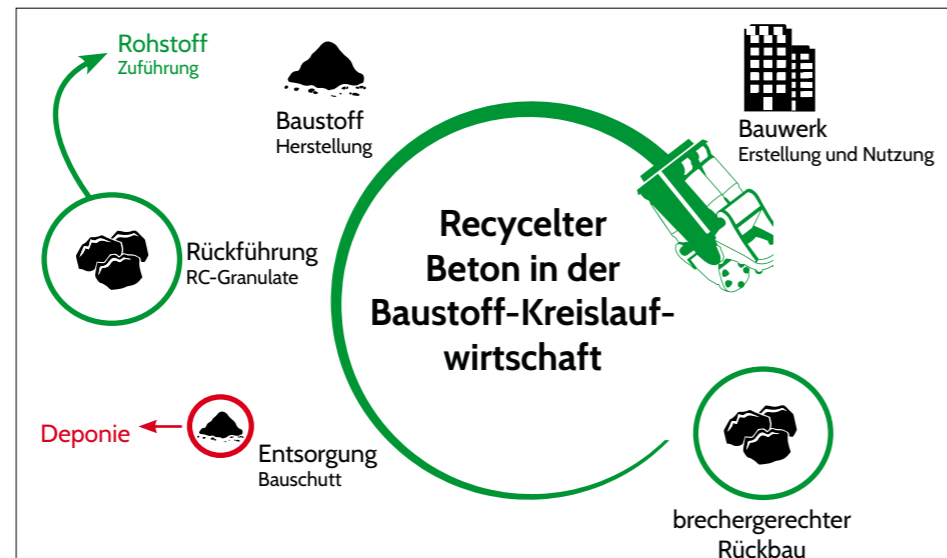 Rohstoff
Zuführung
Baustoff
Herstellung
Bauwerk
Erstellung und Nutzung
Recycelter
Beton in der
Baustoff-Kreislauf-
wirtschaft
Rückführung
RC-Granulate
Deponie
Entsorgung
Bauschutt
brechergerechter
Rückbau